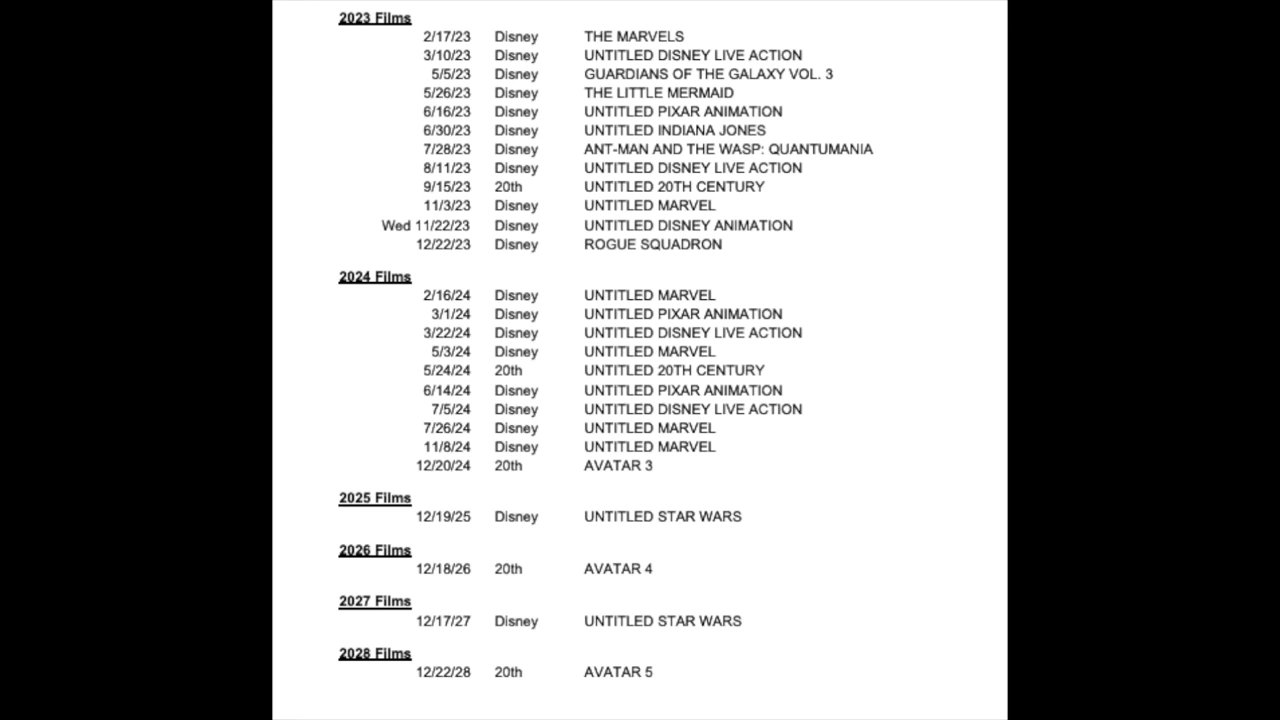 2023 Films
2/17/23 Disney THE MARVELS
3/10/23 Disney UNTITLED DISNEY LIVE ACTION
5/5/23 Disney GUARDIANS OF THE GALAXY VOL. 3
5/26/23 Disney THE LITTLE MERMAID
6/16/23 Disney UNTITLED PIXAR ANIMATION
6/30/23 Disney UNTITLED INDIANA JONES
7/28/23 Disney ANT-MAN AND THE WASP: QUANTUMANIA
8/11/23 Disney UNTITLED DISNEY LIVE ACTION
9/15/23 20th UNTITLED 20TH CENTURY
11/3/23 Disney UNTITLED MARVEL
Wed 11/22/23 Disney UNTITLED DISNEY ANIMATION
12/22/23 Disney ROGUE SQUADRON
2024 Films
2/16/24 Disney UNTITLED MARVEL
3/1/24 Disney UNTITLED PIXAR ANIMATION
3/22/24 Disney UNTITLED DISNEY LIVE ACTION
5/3/24 Disney UNTITLED MARVEL
5/24/24 20th UNTITLED 20TH CENTURY
6/14/24 Disney UNTITLED PIXAR ANIMATION
7/5/24 Disney UNTITLED DISNEY LIVE ACTION
7/26/24 Disney UNTITLED MARVEL
11/8/24 Disney UNTITLED MARVEL
12/20/24 20th AVATAR 3
2025 Films
12/19/25 Disney UNTITLED STAR WARS
2026 Films
12/18/26 20th AVATAR 4
2027 Films
12/17/27 Disney UNTITLED STAR WARS
2028 Films
12/22/28 20th AVATAR 5